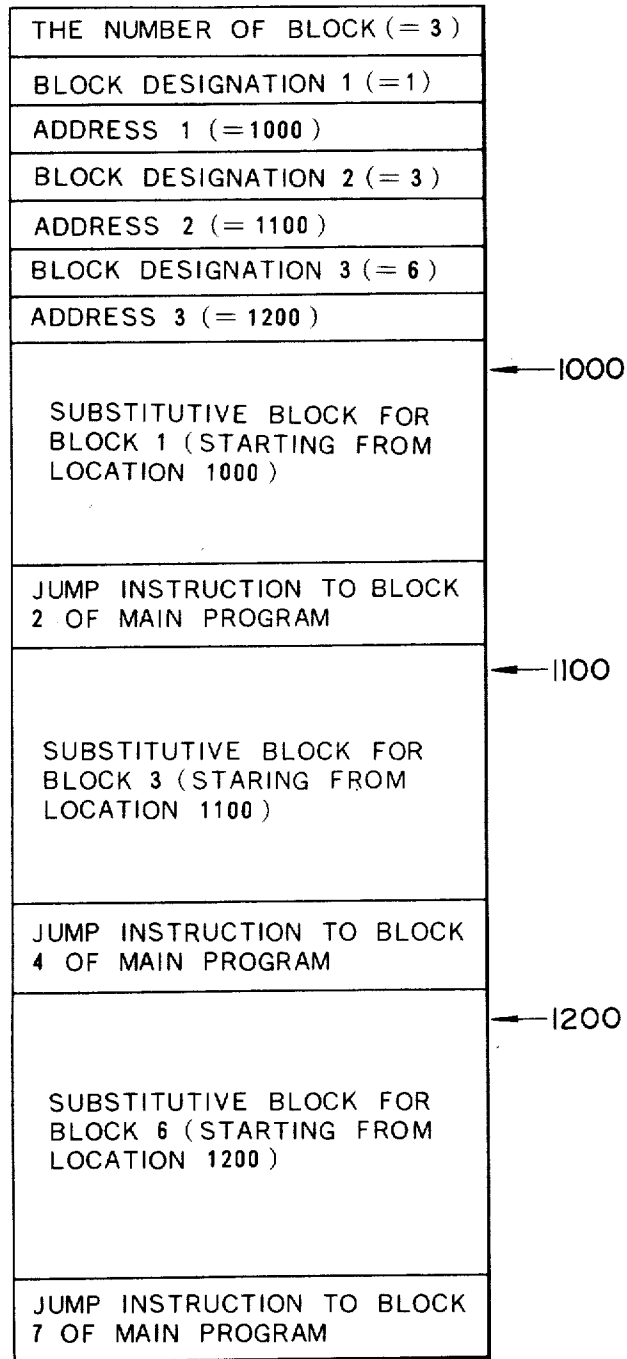 THE NUMBER OF BLOCK (= 3)
BLOCK DESIGNATION 1 (=1)
ADDRESS 1 (=1000)
BLOCK DESIGNATION 2 (= 3)
ADDRESS 2 (= 1100)
BLOCK DESIGNATION 3 (= 6)
ADDRESS 3 (= 1200)
1000
SUBSTITUTIVE BLOCK FOR
BLOCK 1 (STARTING FROM
LOCATION 1000)
JUMP INSTRUCTION TO BLOCK
2 OF MAIN PROGRAM
1100
SUBSTITUTIVE BLOCK FOR
BLOCK 3 (STARING FROM
LOCATION 1100)
JUMP INSTRUCTION TO BLOCK
4 OF MAIN PROGRAM
1200
SUBSTITUTIVE BLOCK FOR
BLOCK 6 (STARTING FROM
LOCATION 1200)
JUMP INSTRUCTION TO BLOCK
7 OF MAIN PROGRAM